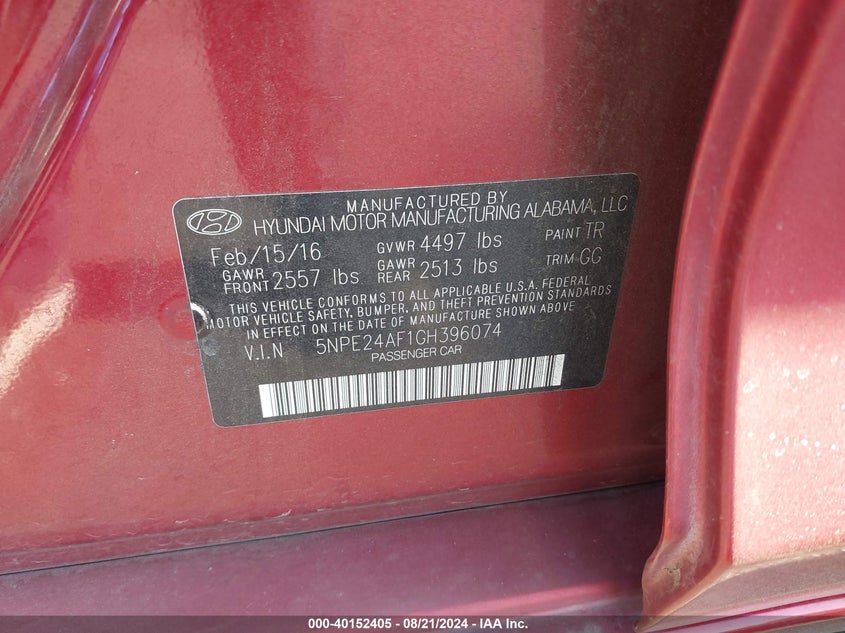 MANUFACTURED BY
HYUNDAI MOTOR MANUFACTURING ALABAMA, LLC
Feb/15/16 GVWR 4497 lbs PAINT TR
GAWR FRONT 2557 lbs GAWR REAR 2513 lbs TRIM GG
THIS VEHICLE CONFORMS TO ALL APPLICABLE U.S.A. FEDERAL
MOTOR VEHICLE SAFETY, BUMPER, AND THEFT PREVENTION STANDARDS
IN EFFECT ON THE DATE OF MANUFACTURE SHOWN ABOVE
V.I.N 5NPE24AF1GH396074
PASSENGER CAR
000-40152405 - 08/21/2024 - IAA Inc.